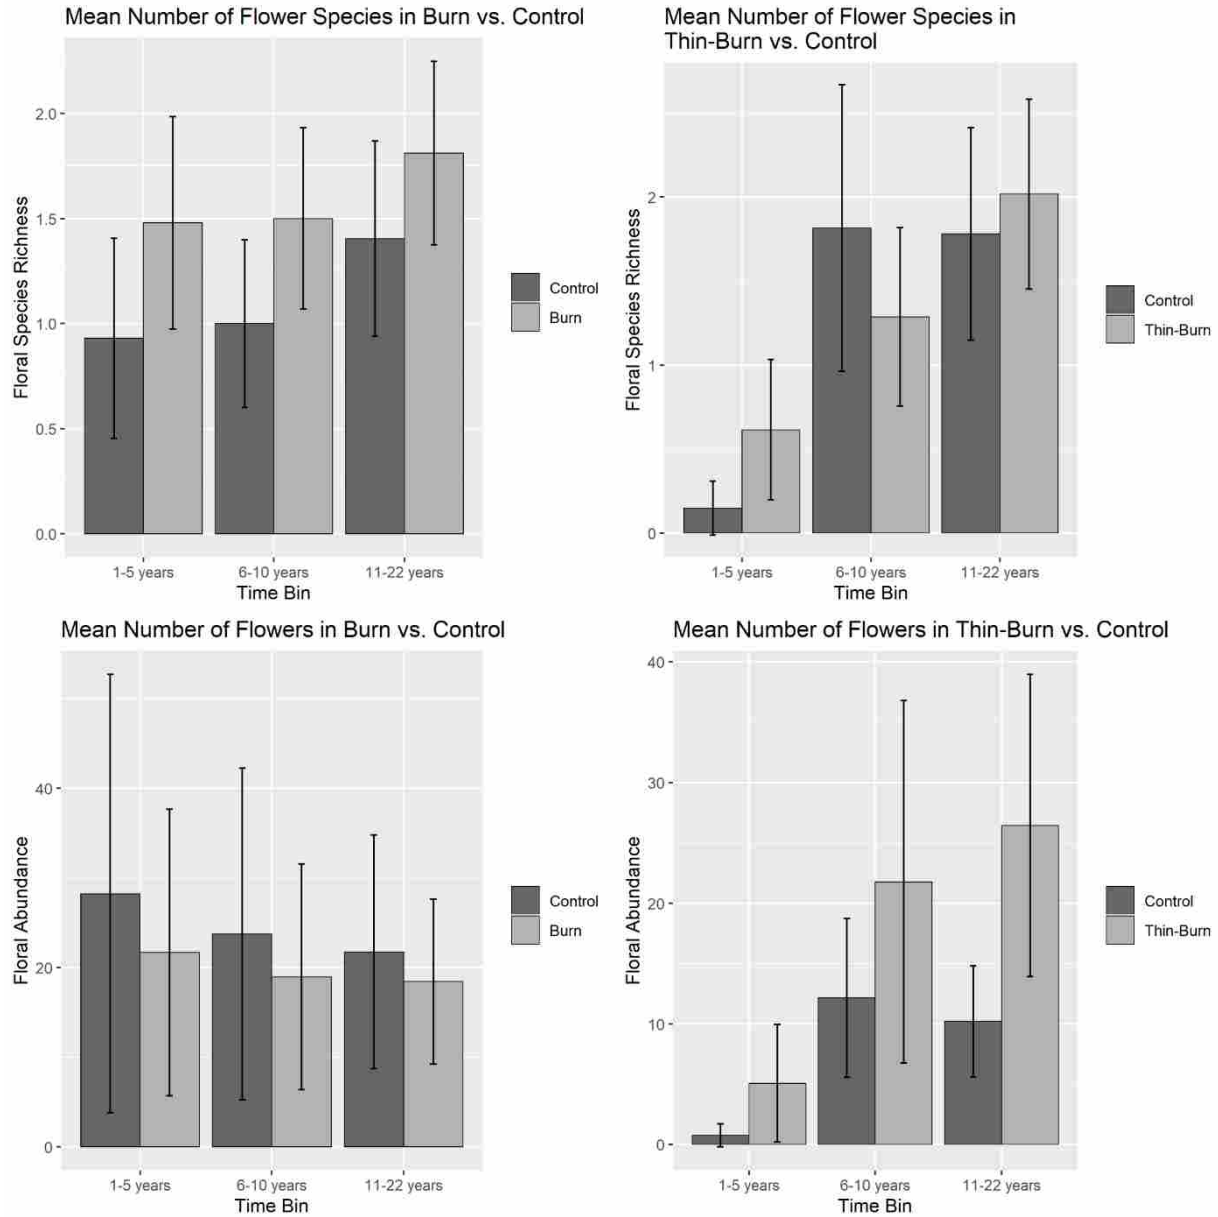 Mean Number of Flower Species in Burn vs. Control
2.0
1.5
1.0
0.5
0.0
Floral Species Richness
1-5 years
6-10 years
11-22 years
Time Bin
Control
Burn
Mean Number of Flower Species in
Thin-Burn vs. Control
2
1
0
Floral Species Richness
1-5 years
6-10 years
11-22 years
Time Bin
Control
Thin-Burn
Mean Number of Flowers in Burn vs. Control
40
20
0
Floral Abundance
1-5 years
6-10 years
11-22 years
Time Bin
Control
Burn
Mean Number of Flowers in Thin-Burn vs. Control
40
30
20
10
0
Floral Abundance
1-5 years
6-10 years
11-22 years
Time Bin
Control
Thin-Burn